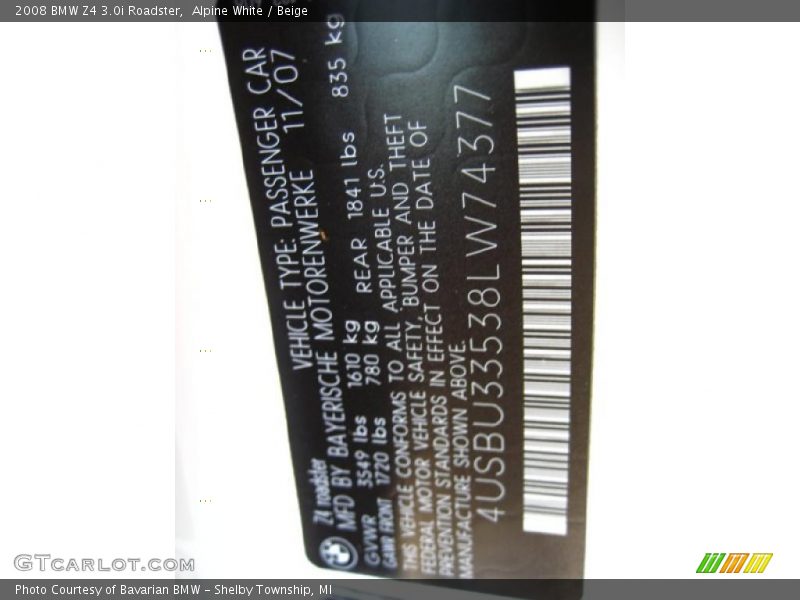 2008 BMW Z4 3.0i Roadster,  Alpine White / Beige
Z4 roadster
VEHICLE TYPE: PASSENGER CAR
MFD BY BAYERISCHE MOTORENWERKE 11/07
GVWR 3549 lbs 1610 kg REAR 1841 lbs 835 kg
GAWR FRONT 1720 lbs 780 kg
THIS VEHICLE CONFORMS TO ALL APPLICABLE U.S.
FEDERAL MOTOR VEHICLE SAFETY, BUMPER AND THEFT
PREVENTION STANDARDS IN EFFECT ON THE DATE OF
MANUFACTURE SHOWN ABOVE.
4USBU33538LW74377
GTCarLot.com
Photo Courtesy of Bavarian BMW - Shelby Township, MI